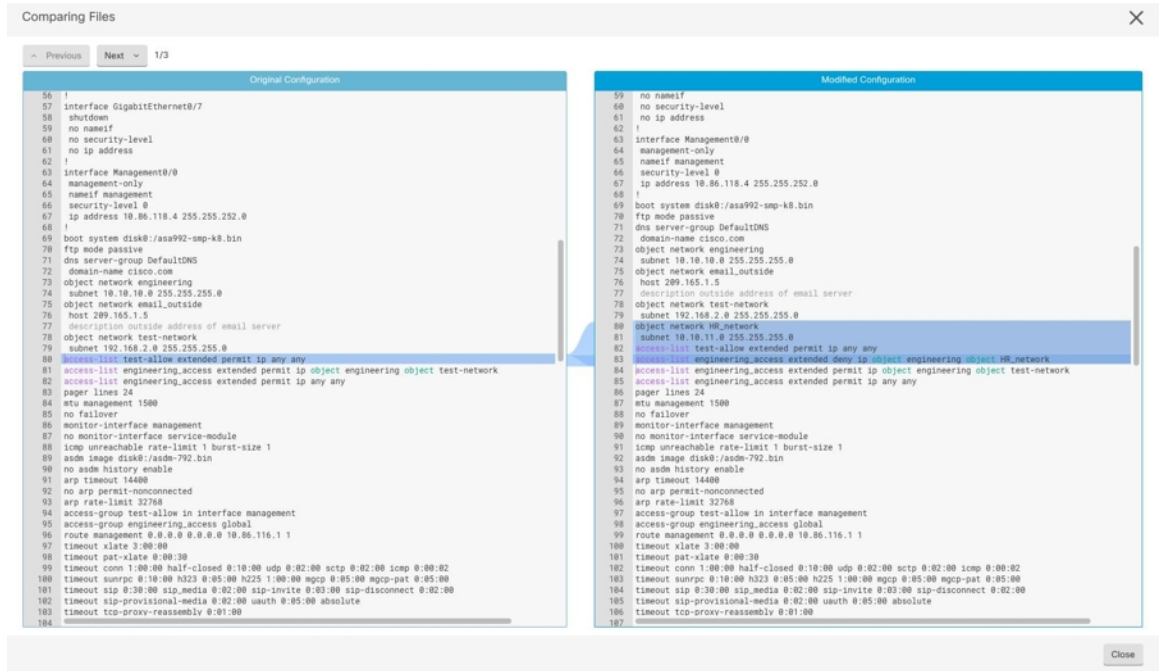 Comparing Files
Previous
Next
1/3
Original Configuration
56 !
57 interface GigabitEthernet0/7
58 shutdown
59 no nameif
60 no security-level
61 no ip address
62 !
63 interface Management0/0
64 management-only
65 nameif management
66 security-level 0
67 ip address 10.86.118.4 255.255.252.0
68 !
69 boot system disk0:/asa992-smp-k8.bin
70 ftp mode passive
71 dns server-group DefaultDNS
72 domain-name cisco.com
73 object network engineering
74 subnet 10.10.10.0 255.255.255.0
75 object network email_outside
76 host 209.165.1.5
77 description outside address of email server
78 object network test-network
79 subnet 192.168.2.0 255.255.255.0
80 access-list test-allow extended permit ip any any
81 access-list engineering_access extended permit ip object engineering object test-network
82 access-list engineering_access extended permit ip any any
83 pager lines 24
84 mtu management 1500
85 no failover
86 monitor-interface management
87 no monitor-interface service-module
88 icmp unreachable rate-limit 1 burst-size 1
89 asdm image disk0:/asdm-792.bin
90 no asdm history enable
91 arp timeout 14400
92 no arp permit-nonconnected
93 arp rate-limit 32768
94 access-group test-allow in interface management
95 access-group engineering_access global
96 route management 0.0.0.0 0.0.0.0 10.86.116.1 1
97 timeout xlate 3:00:00
98 timeout pat-xlate 0:00:30
99 timeout conn 1:00:00 half-closed 0:10:00 udp 0:02:00 sctp 0:02:00 icmp 0:00:02
100 timeout sunrpc 0:10:00 h323 0:05:00 h225 1:00:00 mgcp 0:05:00 mgcp-pat 0:05:00
101 timeout sip 0:30:00 sip_media 0:02:00 sip-invite 0:03:00 sip-disconnect 0:02:00
102 timeout sip-provisional-media 0:02:00 uauth 0:05:00 absolute
103 timeout tcp-proxy-reassembly 0:01:00
104
Modified Configuration
59 no nameif
60 no security-level
61 no ip address
62 !
63 interface Management0/0
64 management-only
65 nameif management
66 security-level 0
67 ip address 10.86.118.4 255.255.252.0
68 !
69 boot system disk0:/asa992-smp-k8.bin
70 ftp mode passive
71 dns server-group DefaultDNS
72 domain-name cisco.com
73 object network engineering
74 subnet 10.10.10.0 255.255.255.0
75 object network email_outside
76 host 209.165.1.5
77 description outside address of email server
78 object network test-network
79 subnet 192.168.2.0 255.255.255.0
80 object network HR_network
81 subnet 10.10.11.0 255.255.255.0
82 access-list test-allow extended permit ip any any
83 access-list engineering_access extended deny ip object engineering object HR_network
84 access-list engineering_access extended permit ip object engineering object test-network
85 access-list engineering_access extended permit ip any any
86 pager lines 24
87 mtu management 1500
88 no failover
89 monitor-interface management
90 no monitor-interface service-module
91 icmp unreachable rate-limit 1 burst-size 1
92 asdm image disk0:/asdm-792.bin
93 no asdm history enable
94 arp timeout 14400
95 no arp permit-nonconnected
96 arp rate-limit 32768
97 access-group test-allow in interface management
98 access-group engineering_access global
99 route management 0.0.0.0 0.0.0.0 10.86.116.1 1
100 timeout xlate 3:00:00
101 timeout pat-xlate 0:00:30
102 timeout conn 1:00:00 half-closed 0:10:00 udp 0:02:00 sctp 0:02:00 icmp 0:00:02
103 timeout sunrpc 0:10:00 h323 0:05:00 h225 1:00:00 mgcp 0:05:00 mgcp-pat 0:05:00
104 timeout sip 0:30:00 sip_media 0:02:00 sip-invite 0:03:00 sip-disconnect 0:02:00
105 timeout sip-provisional-media 0:02:00 uauth 0:05:00 absolute
106 timeout tcp-proxy-reassembly 0:01:00
107
Close